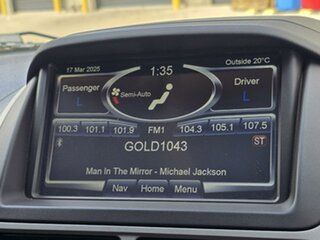 17 Mar 2025
1:35
Outside 20°C
Passenger
L
Semi-Auto
Driver
L
100.3 101.1 101.9 FM1 104.3 105.1 107.5
GOLD1043
ST
Man In The Mirror - Michael Jackson
Nav Home Menu